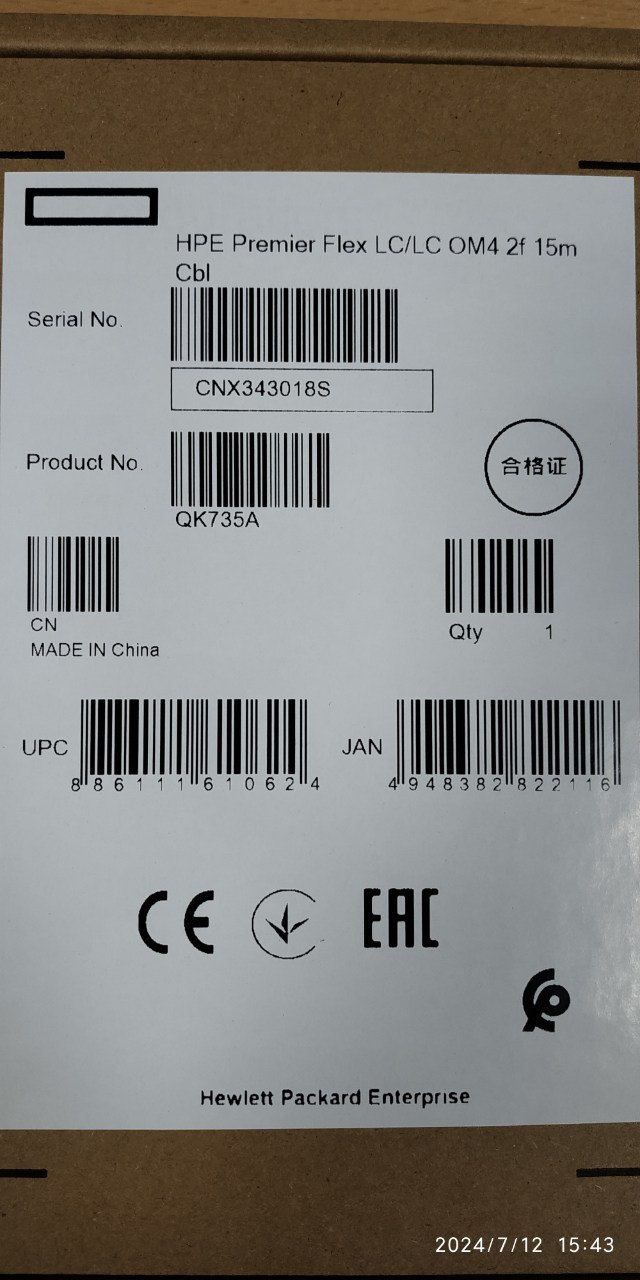 HPE Premier Flex LC/LC OM4 2f 15m
Cbl
Serial No.
CNX343018S
Product No.
合格证
QK735A
CN
MADE IN China
Qty 1
UPC
8 86111 61062 4
JAN
4 948382 822116
CE
EAC
Hewlett Packard Enterprise
2024/7/12 15:43